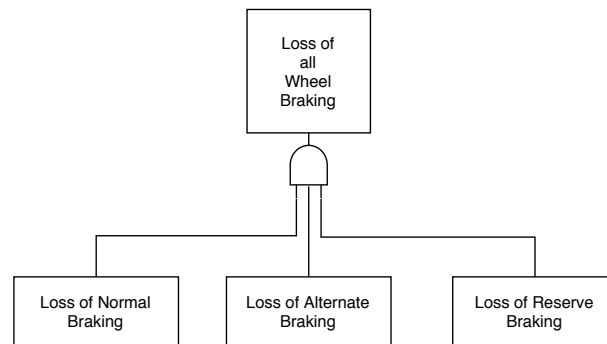 Loss of
all
Wheel
Braking
Loss of Normal
Braking
Loss of Alternate
Braking
Loss of Reserve
Braking